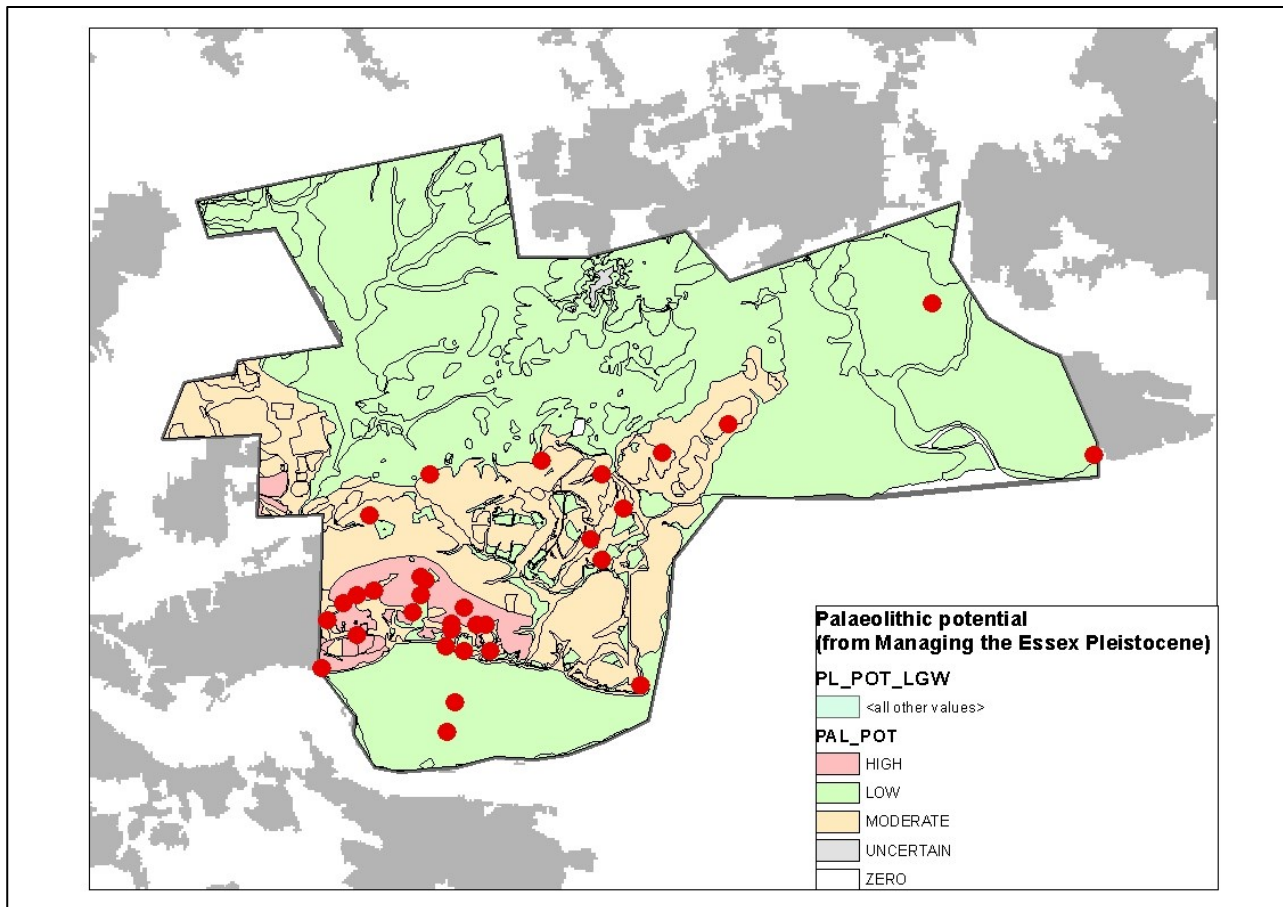 Palaeolithic potential
(from Managing the Essex Pleistocene)
PL_POT_LGW
<all other values>
PAL_POT
HIGH
LOW
MODERATE
UNCERTAIN
ZERO